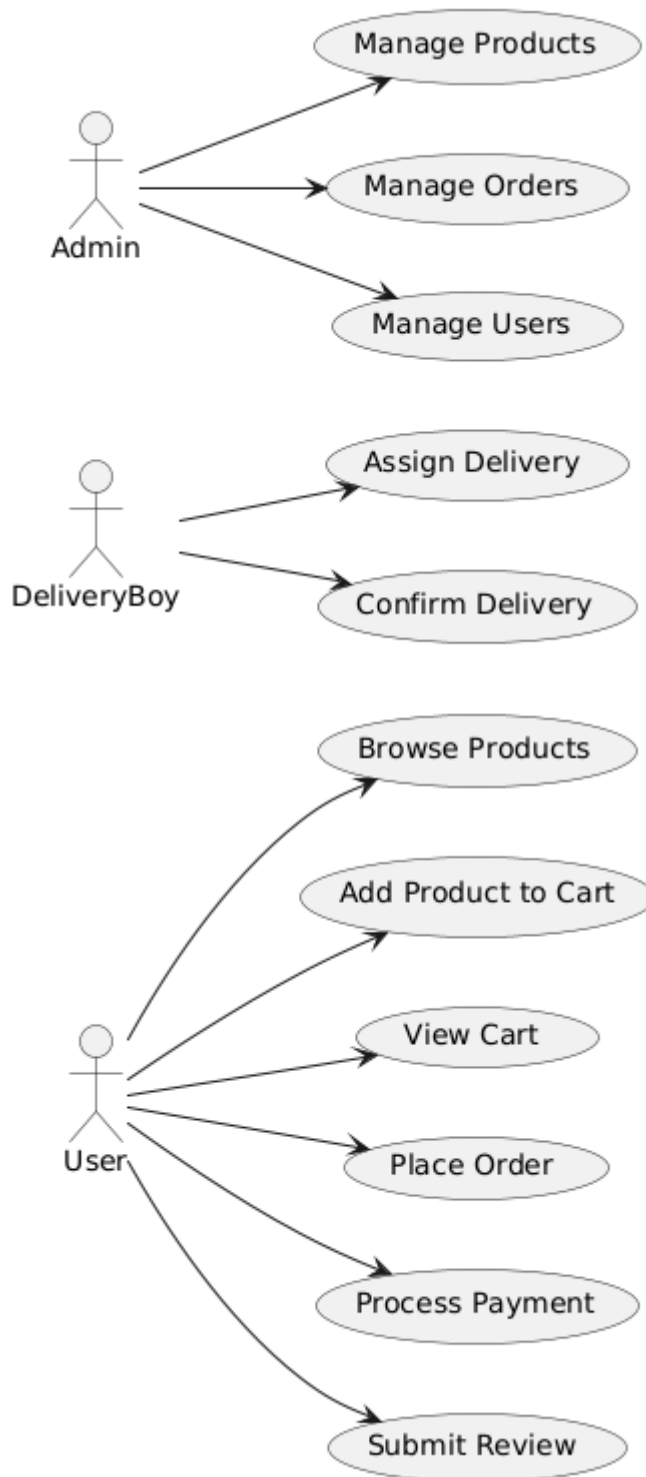 Manage Products
Manage Orders
Admin
Manage Users
Assign Delivery
DeliveryBoy
Confirm Delivery
Browse Products
Add Product to Cart
View Cart
User
Place Order
Process Payment
Submit Review